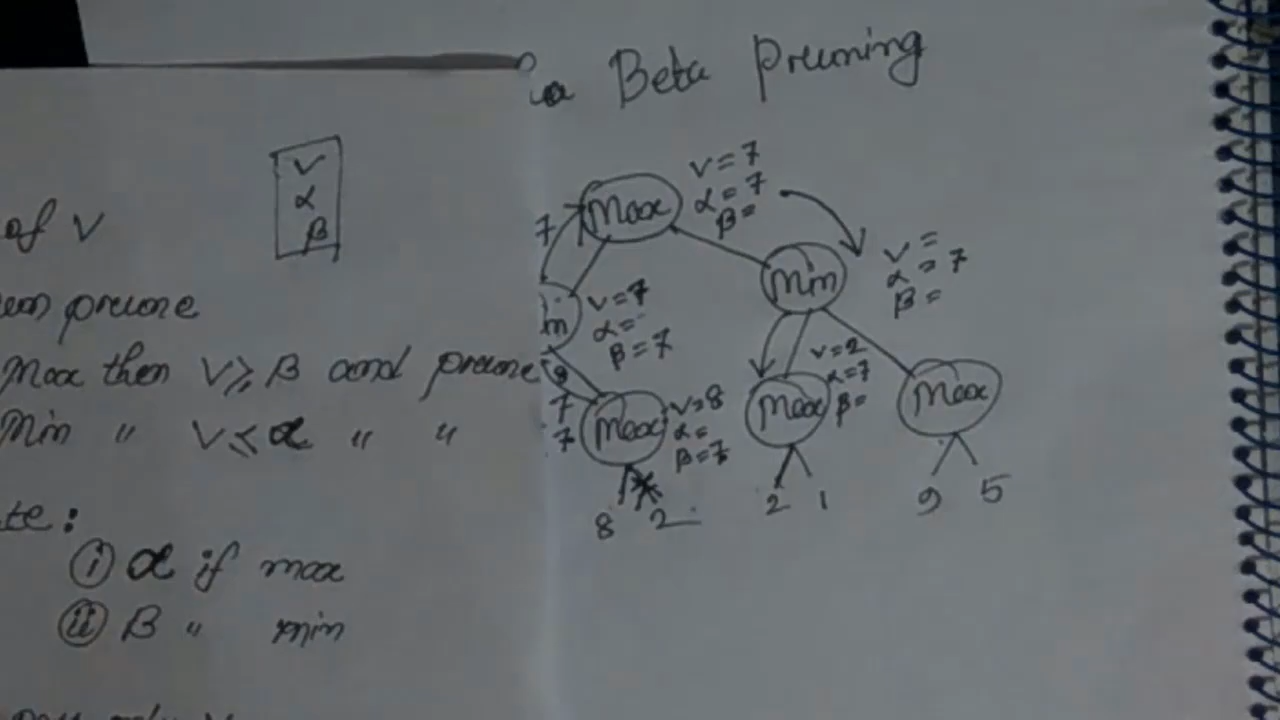 Beta Pruning
V
α
β
of V
prune
Max then V ≥ β and prune
Min " V ≤ α " "
te:
(i) α if max
(ii) β " min
7
Max
V = 7
α = 7
β =
Min
V =
α = 7
β =
in
V = 7
α =
β = 7
7
7
Max
V = 8
α =
β = 7
8 2
Max
V = 2
α = 7
β =
2 1
Max
9 5